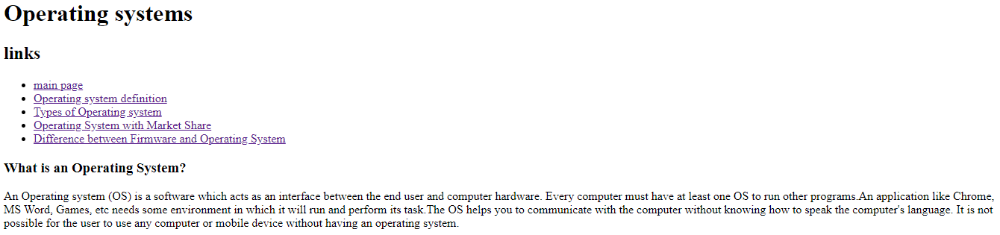 Operating systems
links
main page
Operating system definition
Types of Operating system
Operating System with Market Share
Difference between Firmware and Operating System
What is an Operating System?
An Operating system (OS) is a software which acts as an interface between the end user and computer hardware. Every computer must have at least one OS to run other programs.An application like Chrome,
MS Word, Games, etc needs some environment in which it will run and perform its task.The OS helps you to communicate with the computer without knowing how to speak the computer's language. It is not
possible for the user to use any computer or mobile device without having an operating system.